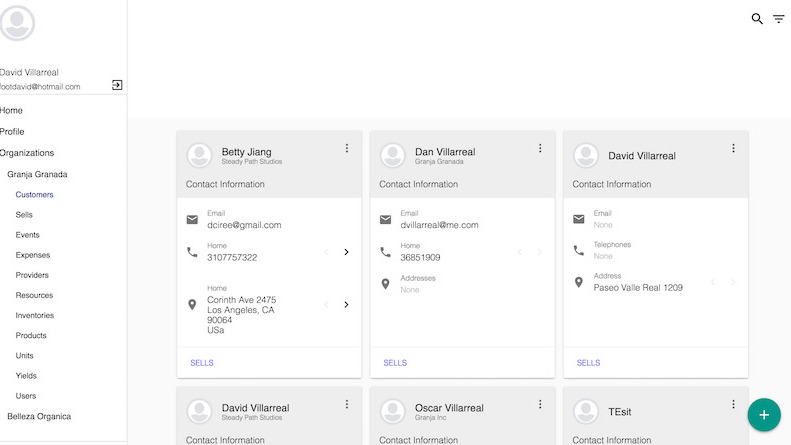 David Villarreal
footdavid@hotmail.com
Home
Profile
Organizations
Granja Granada
Customers
Sells
Events
Expenses
Providers
Resources
Inventories
Products
Units
Yields
Users
Belleza Organica
Betty Jiang
Steady Path Studios
Contact Information
Email
dciree@gmail.com
Home
3107757322
Home
Corinth Ave 2475
Los Angeles, CA
90064
USa
SELLS
Dan Villarreal
Granja Granada
Contact Information
Email
dvillarreal@me.com
Home
36851909
Addresses
None
SELLS
David Villarreal
Contact Information
Email
None
Telephones
None
Address
Paseo Valle Real 1209
SELLS
David Villarreal
Steady Path Studios
Contact Information
Oscar Villarreal
Granja Inc
Contact Information
TEsit
Contact Information